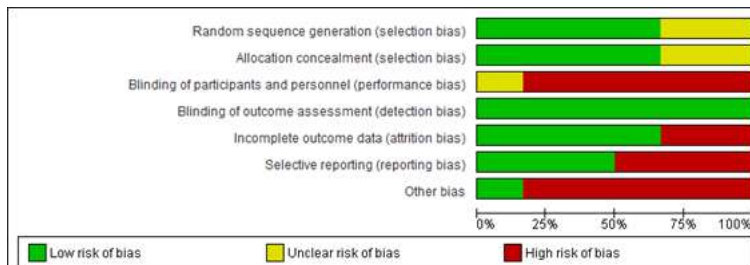 Random sequence generation (selection bias)
Allocation concealment (selection bias)
Blinding of participants and personnel (performance bias)
Blinding of outcome assessment (detection bias)
Incomplete outcome data (attrition bias)
Selective reporting (reporting bias)
Other bias
0% 25% 50% 75% 100%
Low risk of bias Unclear risk of bias High risk of bias